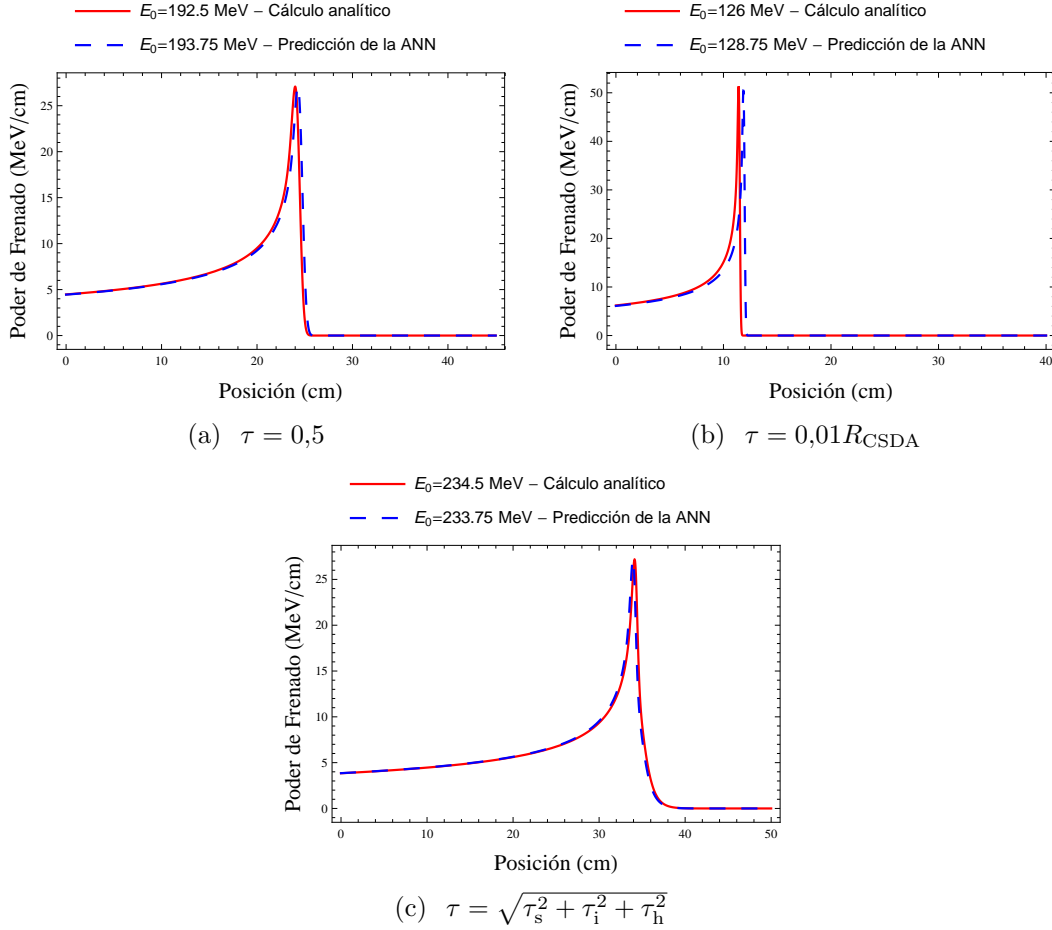 E₀=192.5 MeV – Cálculo analítico
E₀=193.75 MeV – Predicción de la ANN
Poder de Frenado (MeV/cm)
25
20
15
10
5
0
0 10 20 30 40
Posición (cm)
(a) τ = 0,5
E₀=126 MeV – Cálculo analítico
E₀=128.75 MeV – Predicción de la ANN
Poder de Frenado (MeV/cm)
50
40
30
20
10
0
0 10 20 30 40
Posición (cm)
(b) τ = 0,01R_CSDA
E₀=234.5 MeV – Cálculo analítico
E₀=233.75 MeV – Predicción de la ANN
Poder de Frenado (MeV/cm)
25
20
15
10
5
0
0 10 20 30 40 50
Posición (cm)
(c) τ = √(τ_s² + τ_i² + τ_h²)